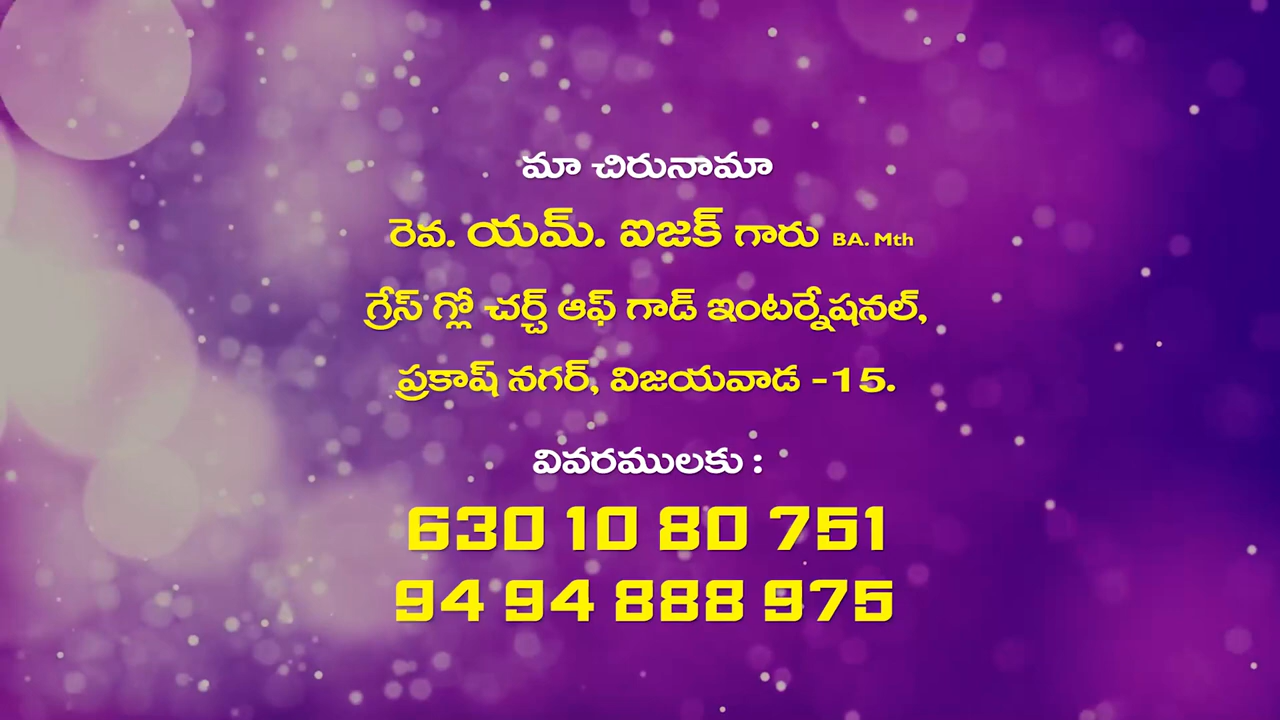 మా చిరునామా
రెవ. యమ్. ఐజక్ గారు BA. Mth
గ్రేస్ గ్లో చర్చ్ ఆఫ్ గాడ్ ఇంటర్నేషనల్,
ప్రకాష్ నగర్, విజయవాడ -15.
వివరములకు :
630 10 80 751
94 94 888 975